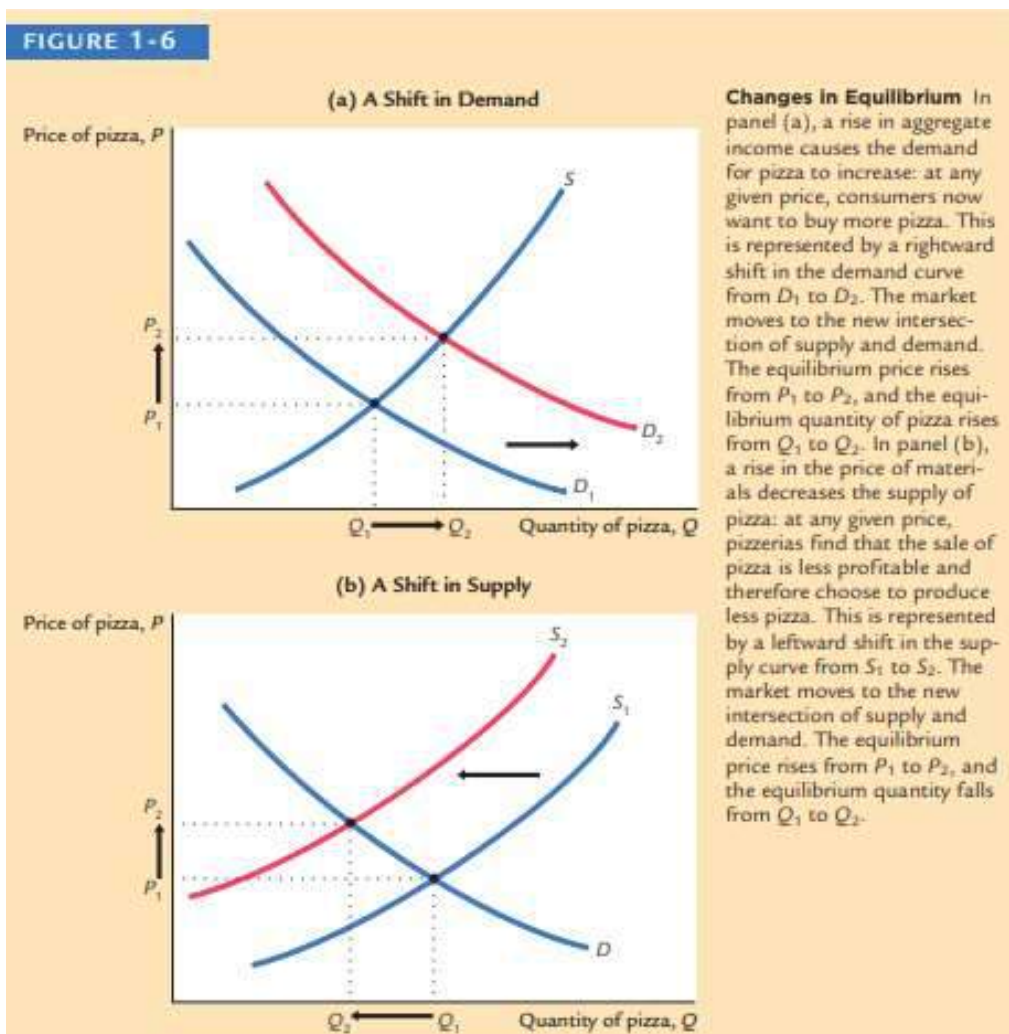 FIGURE 1-6
(a) A Shift in Demand
Price of pizza, P
S
P₂
P₁
D₂
D₁
Q₁
Q₂
Quantity of pizza, Q
(b) A Shift in Supply
Price of pizza, P
S₂
S₁
P₂
P₁
D
Q₂
Q₁
Quantity of pizza, Q
Changes in Equilibrium In
panel (a), a rise in aggregate
income causes the demand
for pizza to increase: at any
given price, consumers now
want to buy more pizza. This
is represented by a rightward
shift in the demand curve
from D₁ to D₂. The market
moves to the new intersec-
tion of supply and demand.
The equilibrium price rises
from P₁ to P₂, and the equi-
librium quantity of pizza rises
from Q₁ to Q₂. In panel (b),
a rise in the price of materi-
als decreases the supply of
pizza: at any given price,
pizzerias find that the sale of
pizza is less profitable and
therefore choose to produce
less pizza. This is represented
by a leftward shift in the sup-
ply curve from S₁ to S₂. The
market moves to the new
intersection of supply and
demand. The equilibrium
price rises from P₁ to P₂, and
the equilibrium quantity falls
from Q₁ to Q₂.